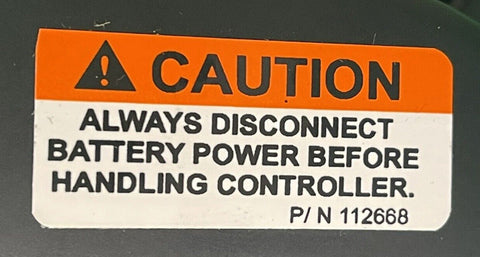 CAUTION
ALWAYS DISCONNECT
BATTERY POWER BEFORE
HANDLING CONTROLLER.
P/ N 112668